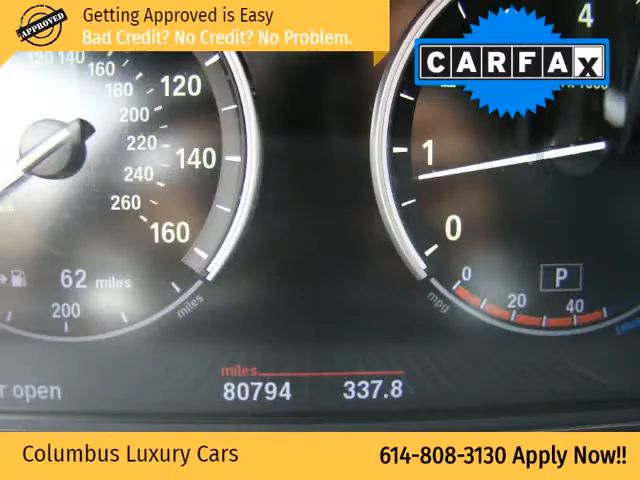 APPROVED
Getting Approved is Easy
Bad Credit? No Credit? No Problem.
CARFAX
120 140
160
180
200
220
240
260
120
140
160
4
1
0
62 miles
200
miles
mpg
0
20
40
P
miles
80794 337.8
r open
Columbus Luxury Cars
614-808-3130 Apply Now!!